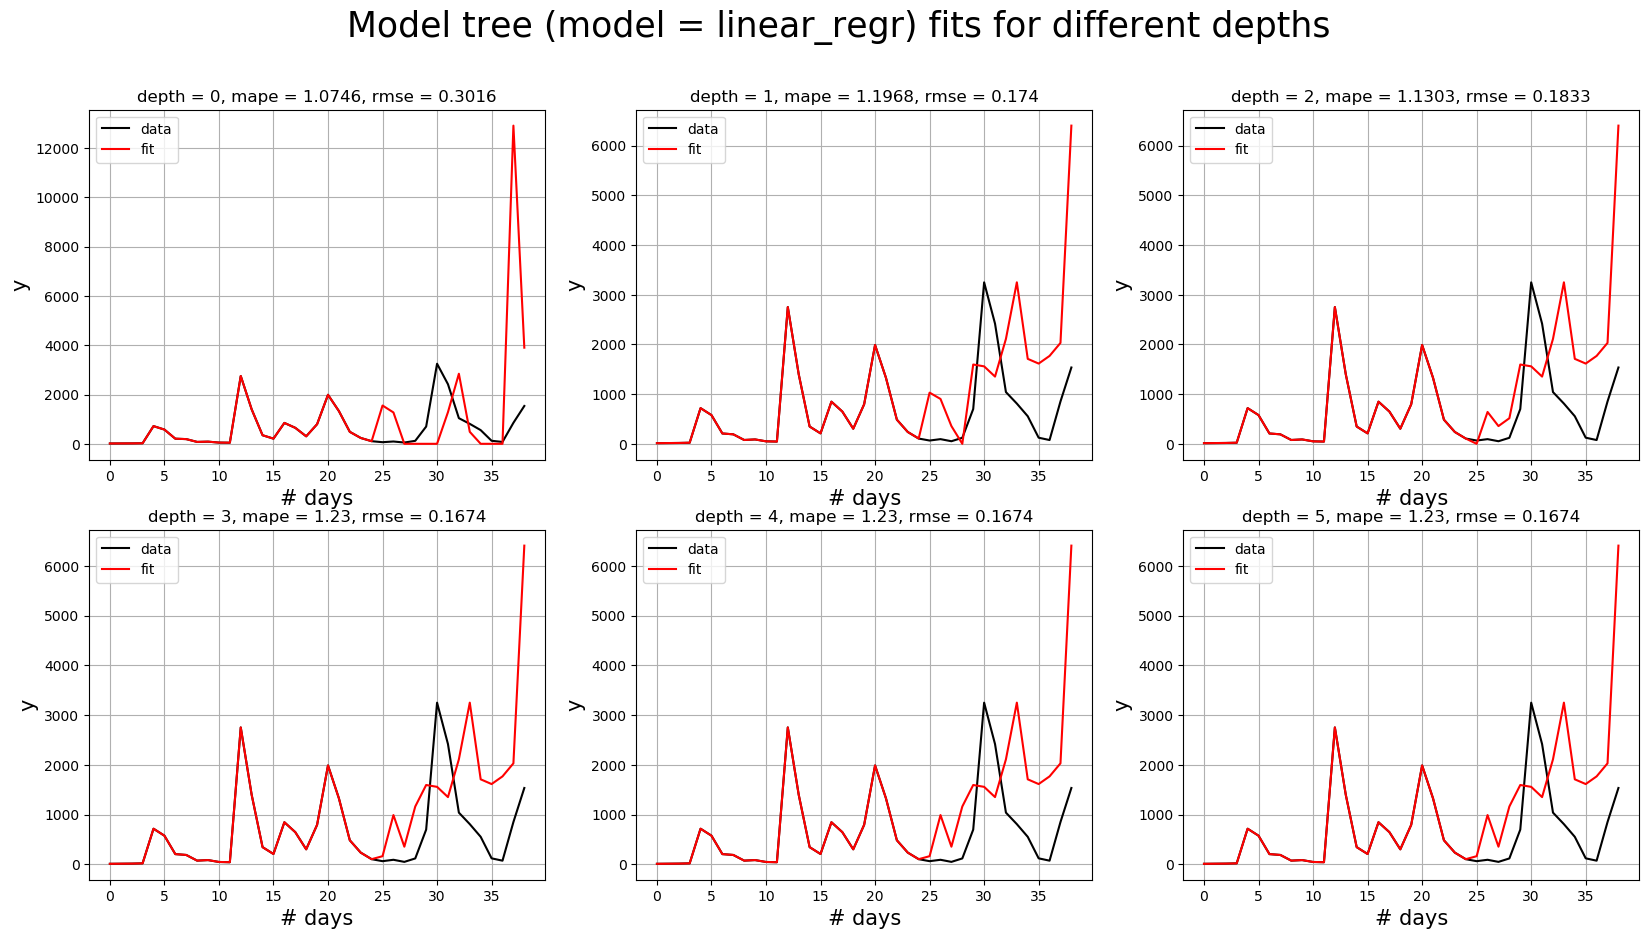 Model tree (model = linear_regr) fits for different depths
depth = 0, mape = 1.0746, rmse = 0.3016
data
fit
12000
10000
8000
6000
4000
2000
0
y
0 5 10 15 20 25 30 35
# days
depth = 1, mape = 1.1968, rmse = 0.174
data
fit
6000
5000
4000
3000
2000
1000
0
y
0 5 10 15 20 25 30 35
# days
depth = 2, mape = 1.1303, rmse = 0.1833
data
fit
6000
5000
4000
3000
2000
1000
0
y
0 5 10 15 20 25 30 35
# days
depth = 3, mape = 1.23, rmse = 0.1674
data
fit
6000
5000
4000
3000
2000
1000
0
y
0 5 10 15 20 25 30 35
# days
depth = 4, mape = 1.23, rmse = 0.1674
data
fit
6000
5000
4000
3000
2000
1000
0
y
0 5 10 15 20 25 30 35
# days
depth = 5, mape = 1.23, rmse = 0.1674
data
fit
6000
5000
4000
3000
2000
1000
0
y
0 5 10 15 20 25 30 35
# days